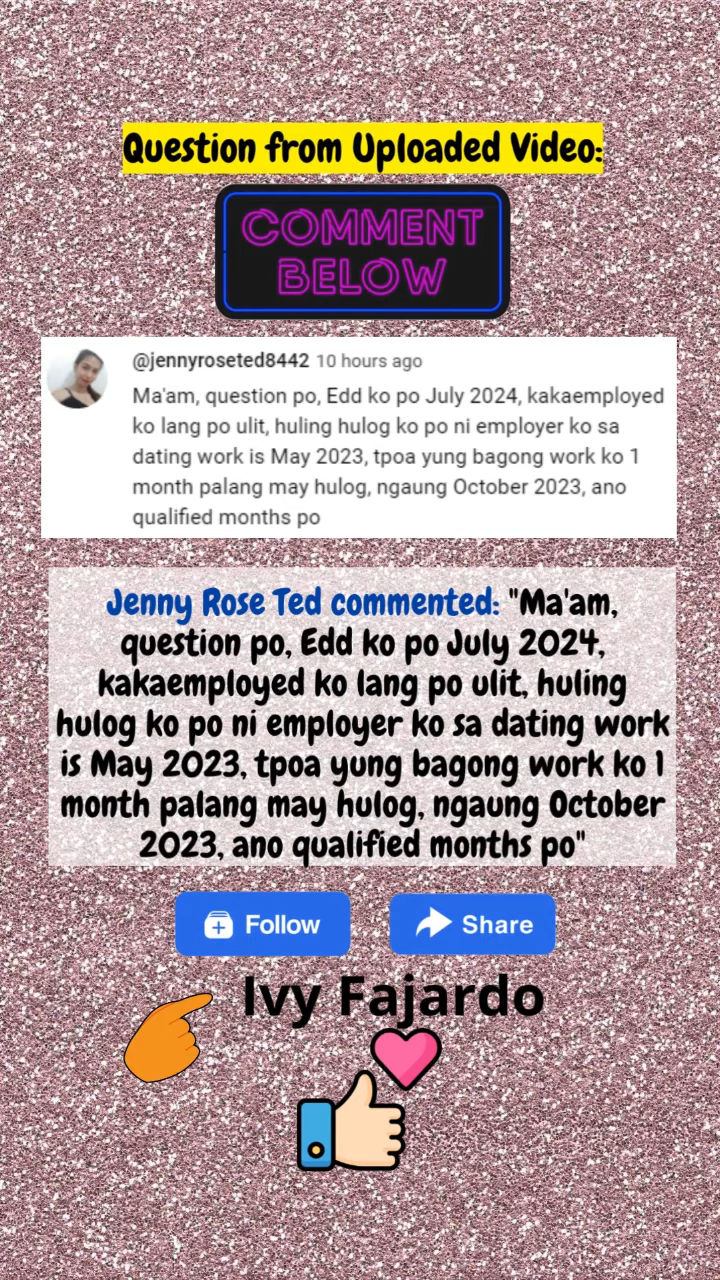 Question from Uploaded Video:
COMMENT
BELOW
@jennyroseted8442 10 hours ago
Ma'am, question po, Edd ko po July 2024, kakaemployed
ko lang po ulit, huling hulog ko po ni employer ko sa
dating work is May 2023, tpoa yung bagong work ko 1
month palang may hulog, ngaung October 2023, ano
qualified months po
Jenny Rose Ted commented: "Ma'am,
question po, Edd ko po July 2024,
kakaemployed ko lang po ulit, huling
hulog ko po ni employer ko sa dating work
is May 2023, tpoa yung bagong work ko 1
month palang may hulog, ngaung October
2023, ano qualified months po"
Follow
Share
Ivy Fajardo